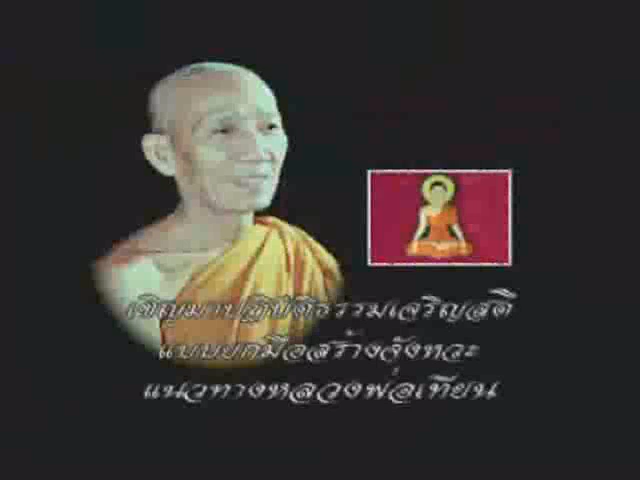 เชิญมาปฏิบัติธรรมเจริญสติ
แบบยกมือสร้างจังหวะ
แนวทางหลวงพ่อเทียน